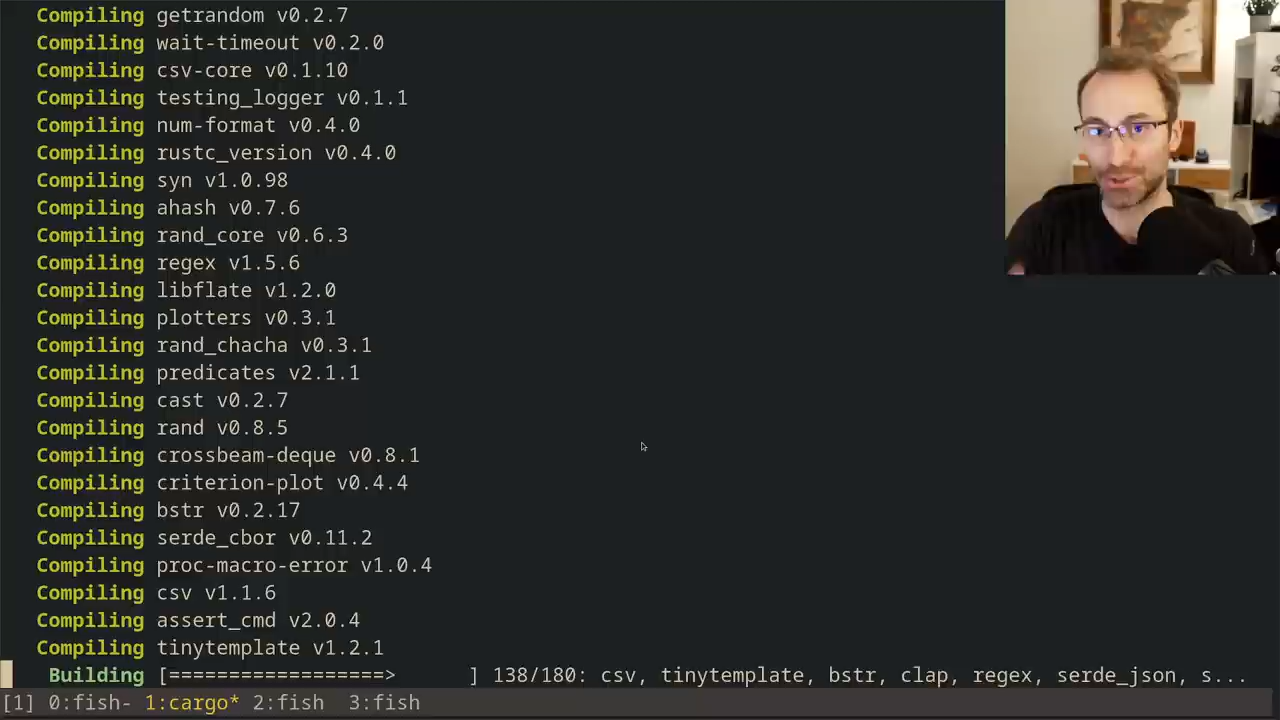 Compiling getrandom v0.2.7
Compiling wait-timeout v0.2.0
Compiling csv-core v0.1.10
Compiling testing_logger v0.1.1
Compiling num-format v0.4.0
Compiling rustc_version v0.4.0
Compiling syn v1.0.98
Compiling ahash v0.7.6
Compiling rand_core v0.6.3
Compiling regex v1.5.6
Compiling libflate v1.2.0
Compiling plotters v0.3.1
Compiling rand_chacha v0.3.1
Compiling predicates v2.1.1
Compiling cast v0.2.7
Compiling rand v0.8.5
Compiling crossbeam-deque v0.8.1
Compiling criterion-plot v0.4.4
Compiling bstr v0.2.17
Compiling serde_cbor v0.11.2
Compiling proc-macro-error v1.0.4
Compiling csv v1.1.6
Compiling assert_cmd v2.0.4
Compiling tinytemplate v1.2.1
Building [==================>       ] 138/180: csv, tinytemplate, bstr, clap, regex, serde_json, s...
[1] 0:fish- 1:cargo* 2:fish  3:fish